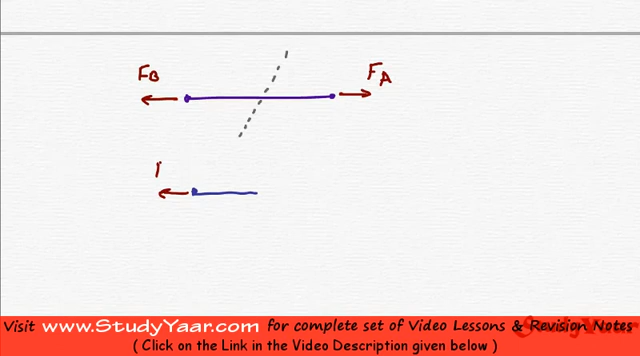 FB
FA
Visit www.StudyYaar.com for complete set of Video Lessons & Revision Notes
StudyYaar
( Click on the Link in the Video Description given below )